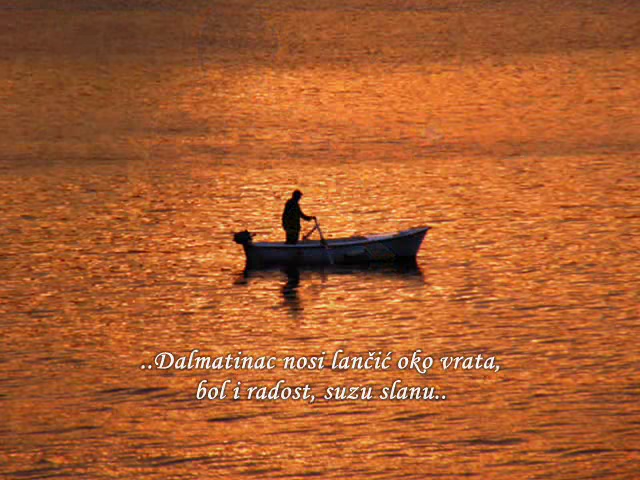 ..Dalmatinac nosi lančić oko vrata,
bol i radost, suzu slanu..